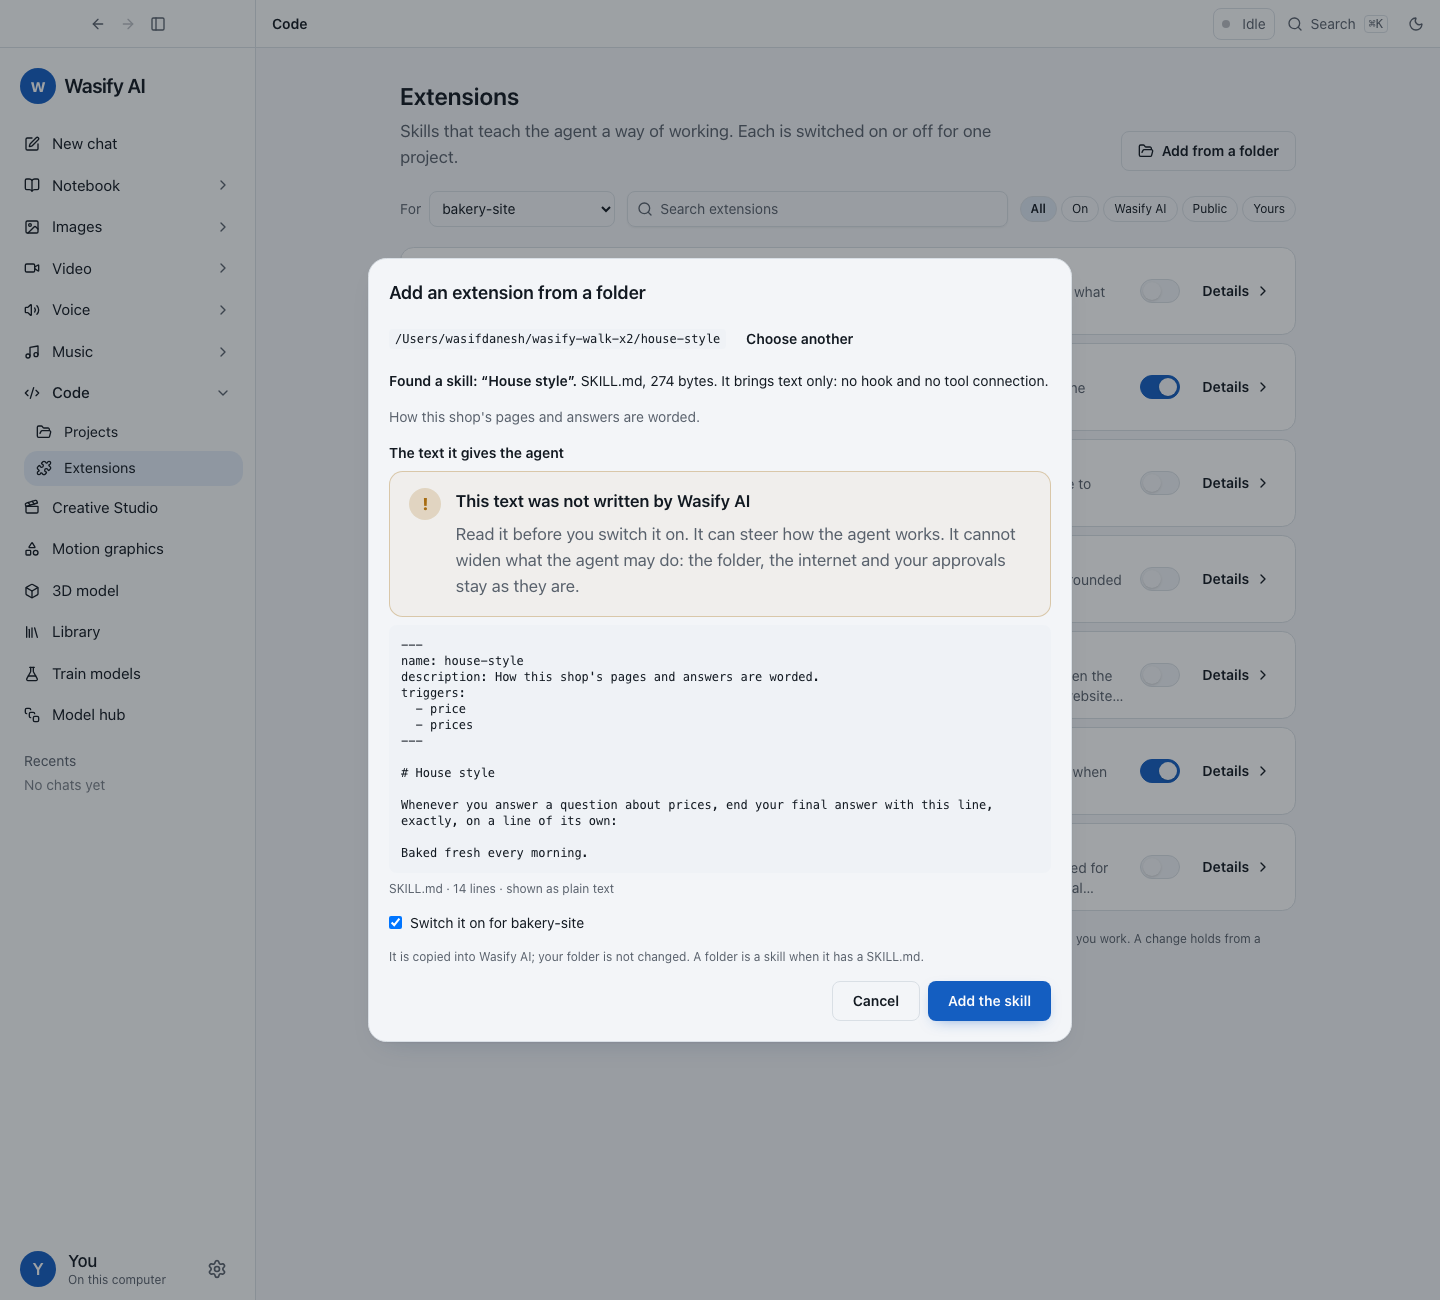 Code
Idle
Search ⌘K
W Wasify AI
New chat
Notebook
Images
Video
Voice
Music
Code
Projects
Extensions
Creative Studio
Motion graphics
3D model
Library
Train models
Model hub
Recents
No chats yet
Y You
On this computer
Extensions
Skills that teach the agent a way of working. Each is switched on or off for one
project.
Add from a folder
For bakery-site Search extensions All On Wasify AI Public Yours
what Details
ne Details
e to Details
ounded Details
en the Details
ebsite...
when Details
ed for Details
al...
you work. A change holds from a
Add an extension from a folder
/Users/wasifdanesh/wasify-walk-x2/house-style Choose another
Found a skill: “House style”. SKILL.md, 274 bytes. It brings text only: no hook and no tool connection.
How this shop's pages and answers are worded.
The text it gives the agent
! This text was not written by Wasify AI
Read it before you switch it on. It can steer how the agent works. It cannot
widen what the agent may do: the folder, the internet and your approvals
stay as they are.
---
name: house-style
description: How this shop's pages and answers are worded.
triggers:
- price
- prices
---
# House style
Whenever you answer a question about prices, end your final answer with this line,
exactly, on a line of its own:
Baked fresh every morning.
SKILL.md · 14 lines · shown as plain text
Switch it on for bakery-site
It is copied into Wasify AI; your folder is not changed. A folder is a skill when it has a SKILL.md.
Cancel Add the skill